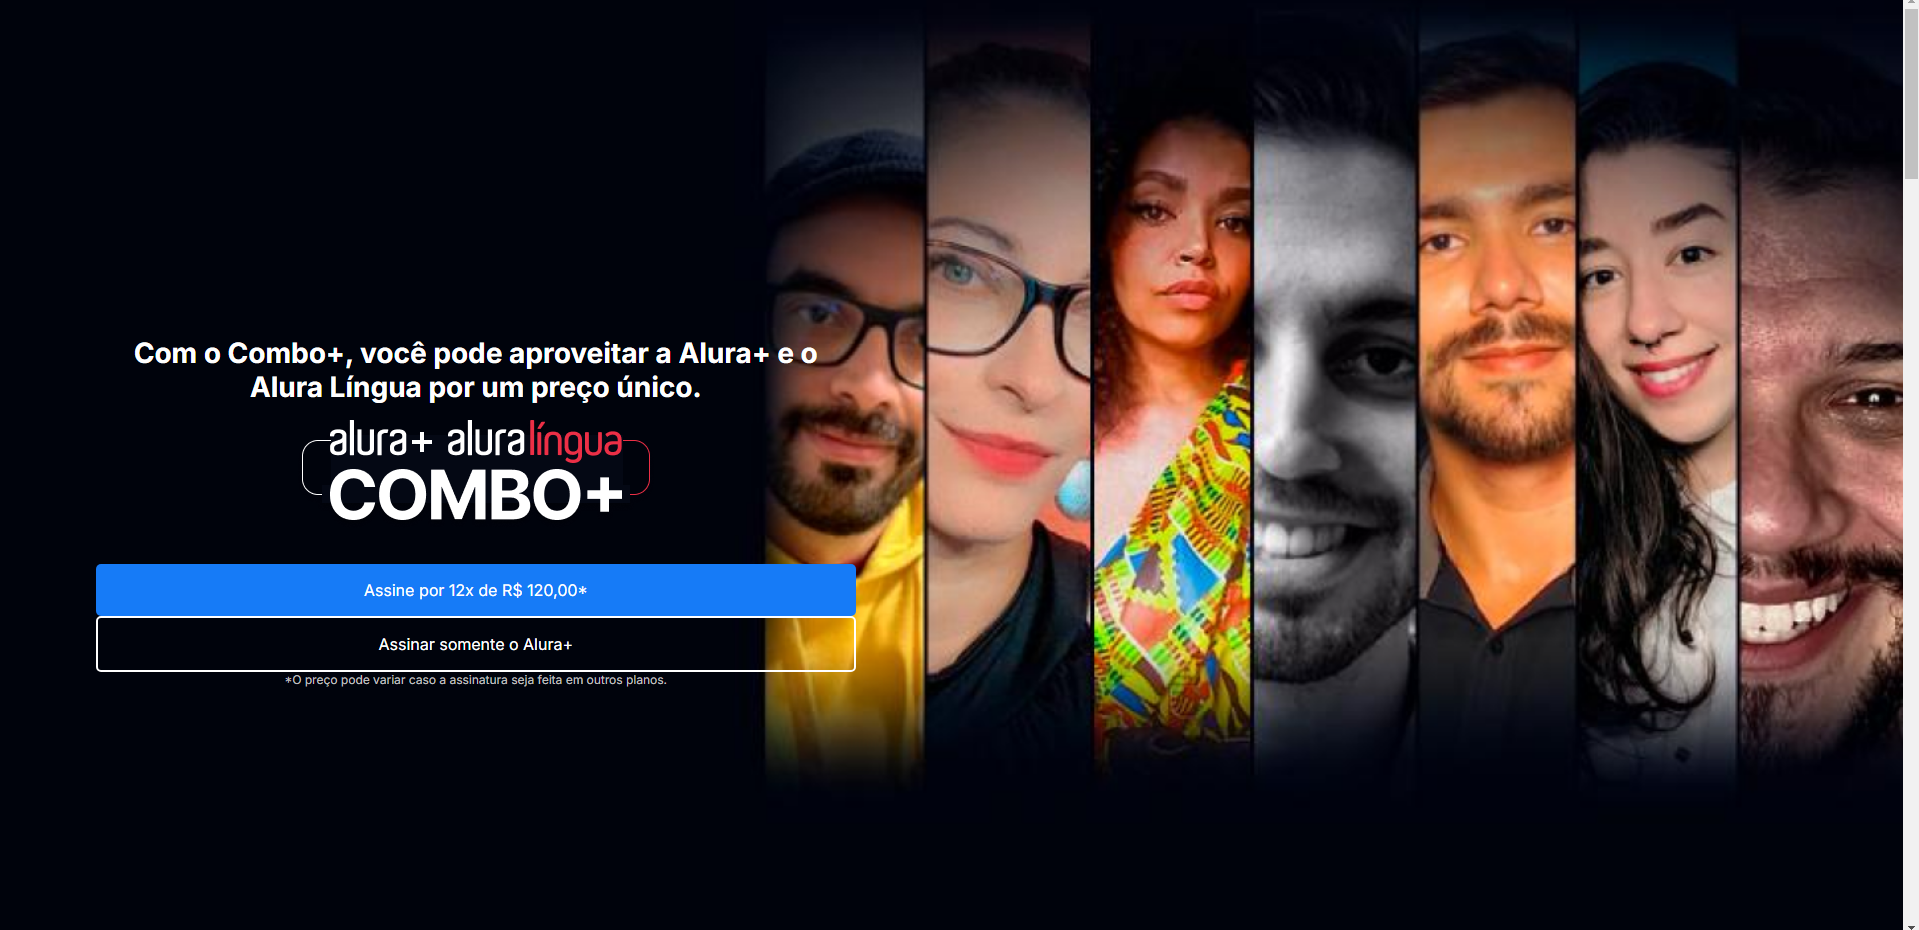 Com o Combo+, você pode aproveitar a Alura+ e o
Alura Língua por um preço único.
alura+ aluralíngua
COMBO+
Assine por 12x de R$ 120,00*
Assinar somente o Alura+
*O preço pode variar caso a assinatura seja feita em outros planos.